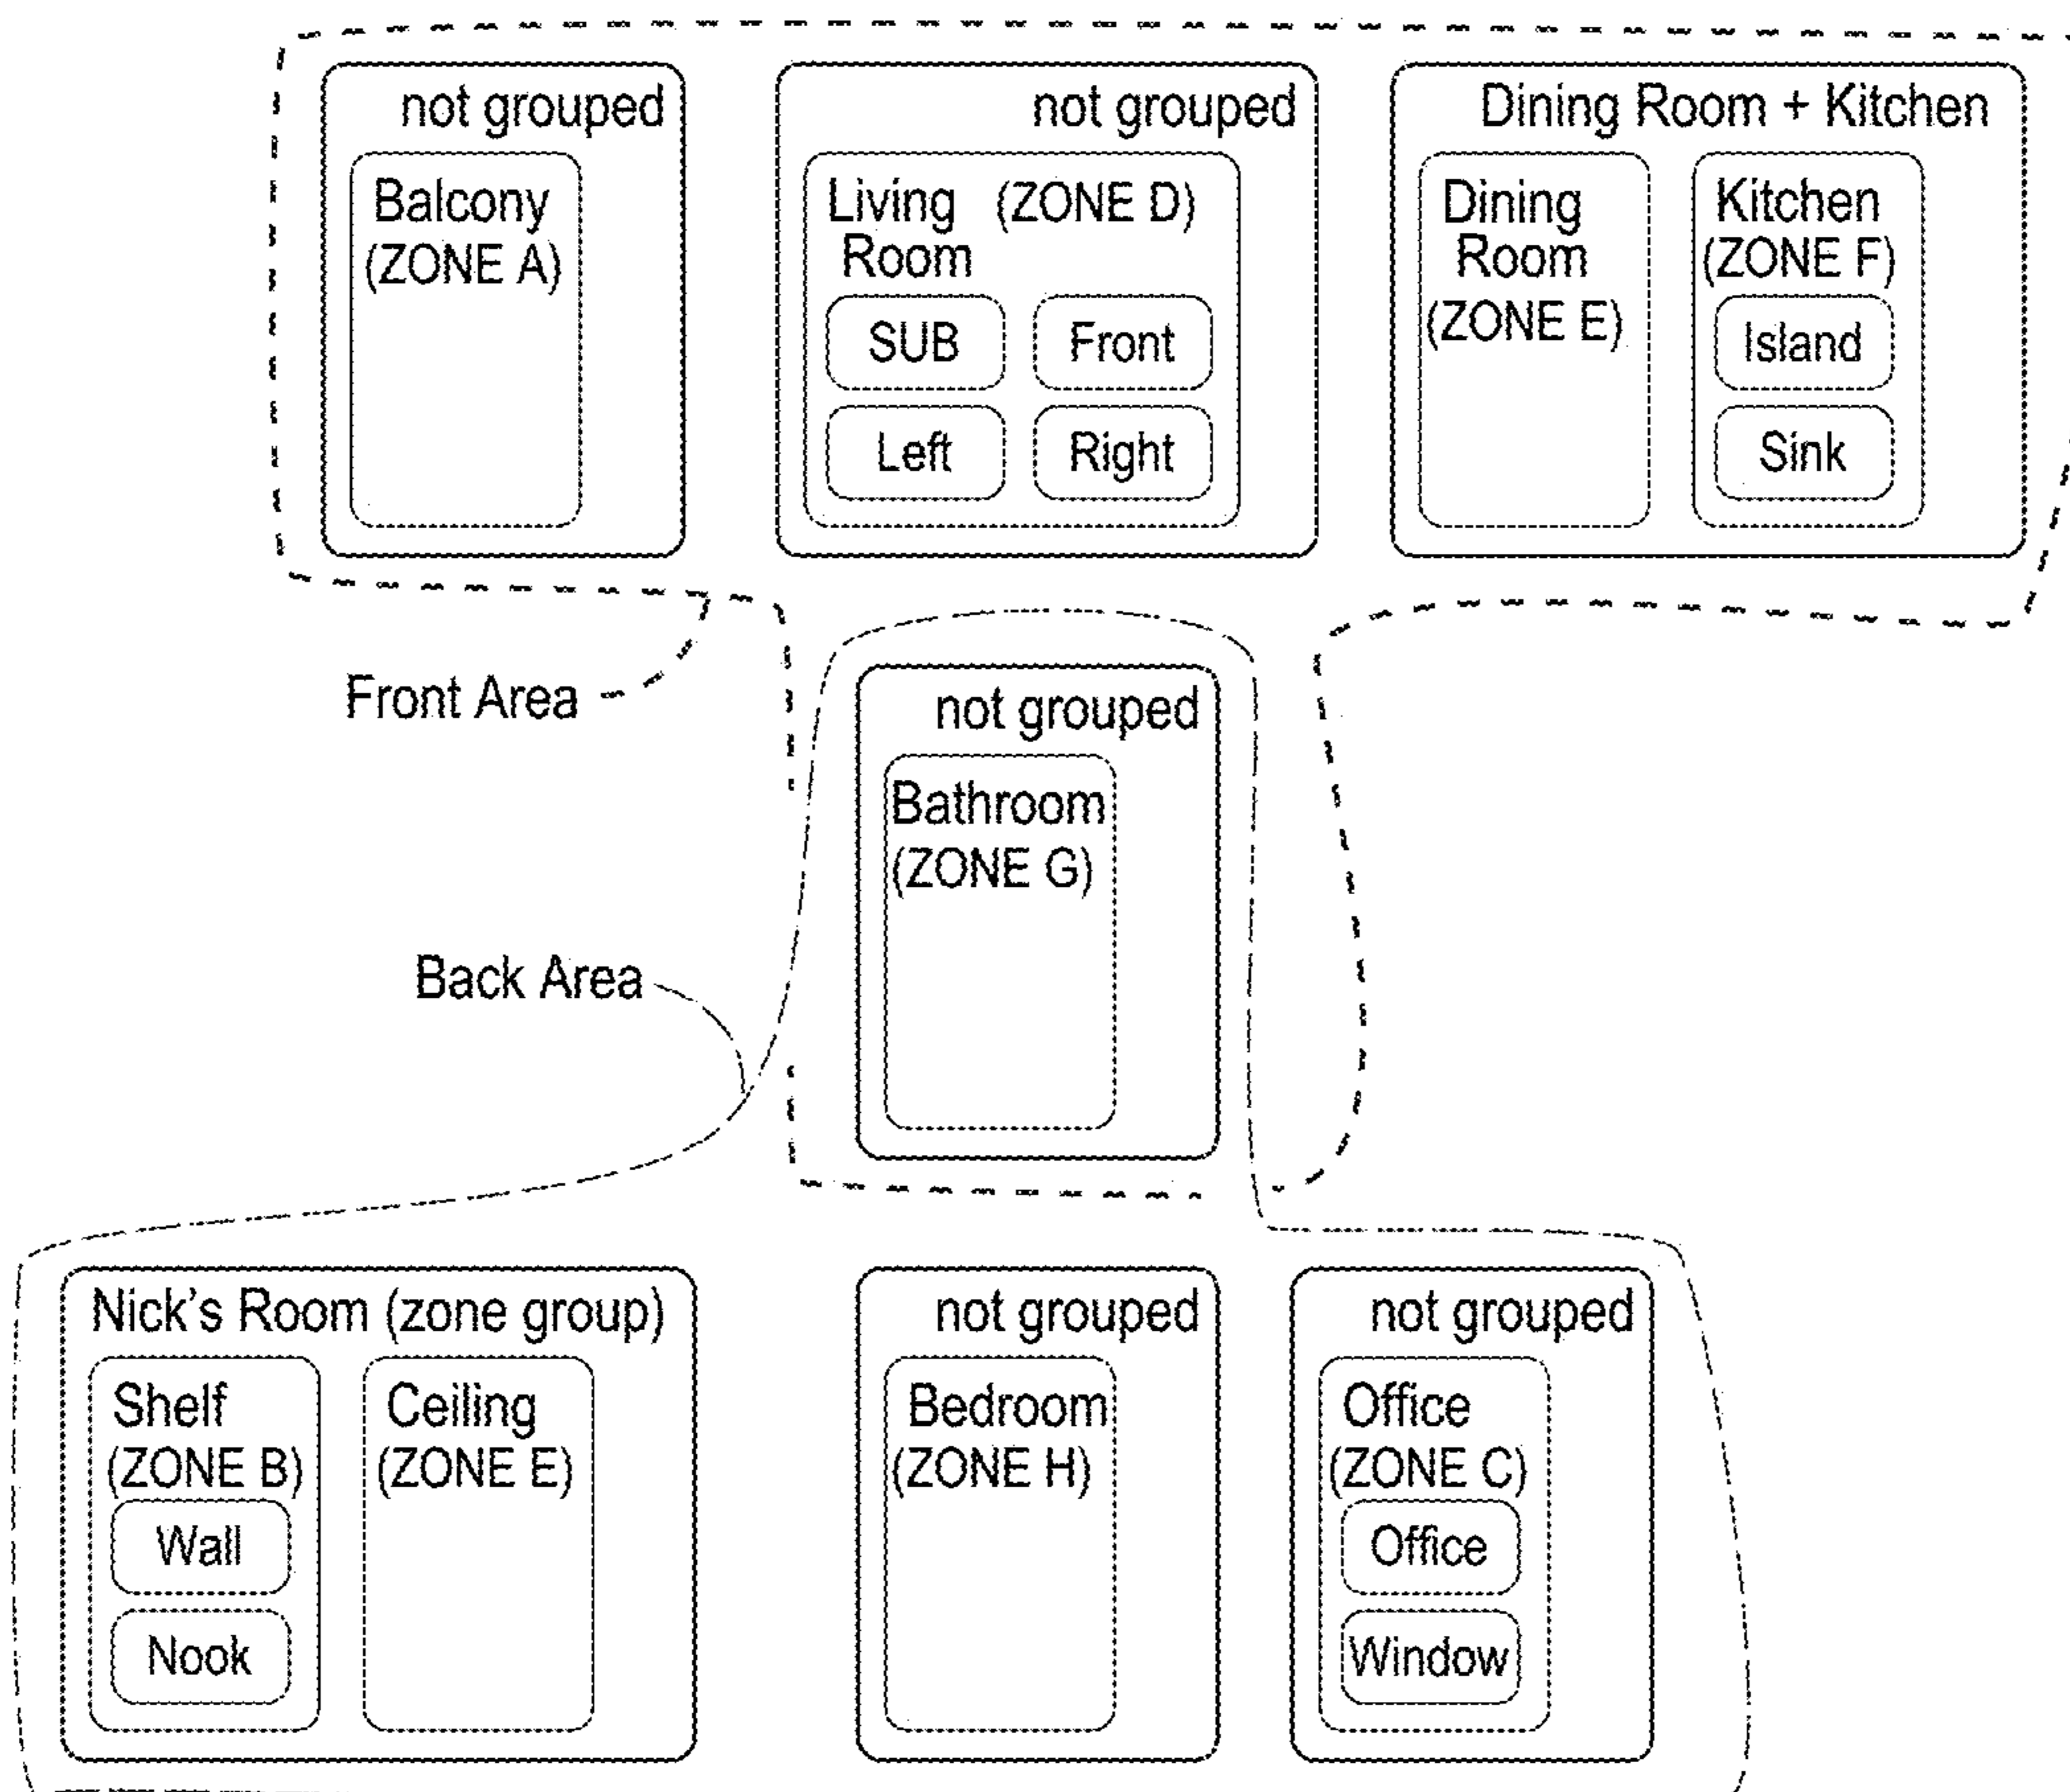 not grouped
Balcony
(ZONE A)
not grouped
Living (ZONE D)
Room
SUB
Front
Left
Right
Dining Room + Kitchen
Dining
Room
(ZONE E)
Kitchen
(ZONE F)
Island
Sink
Front Area
not grouped
Bathroom
(ZONE G)
Back Area
Nick's Room (zone group)
Shelf
(ZONE B)
Wall
Nook
Ceiling
(ZONE E)
not grouped
Bedroom
(ZONE H)
not grouped
Office
(ZONE C)
Office
Window